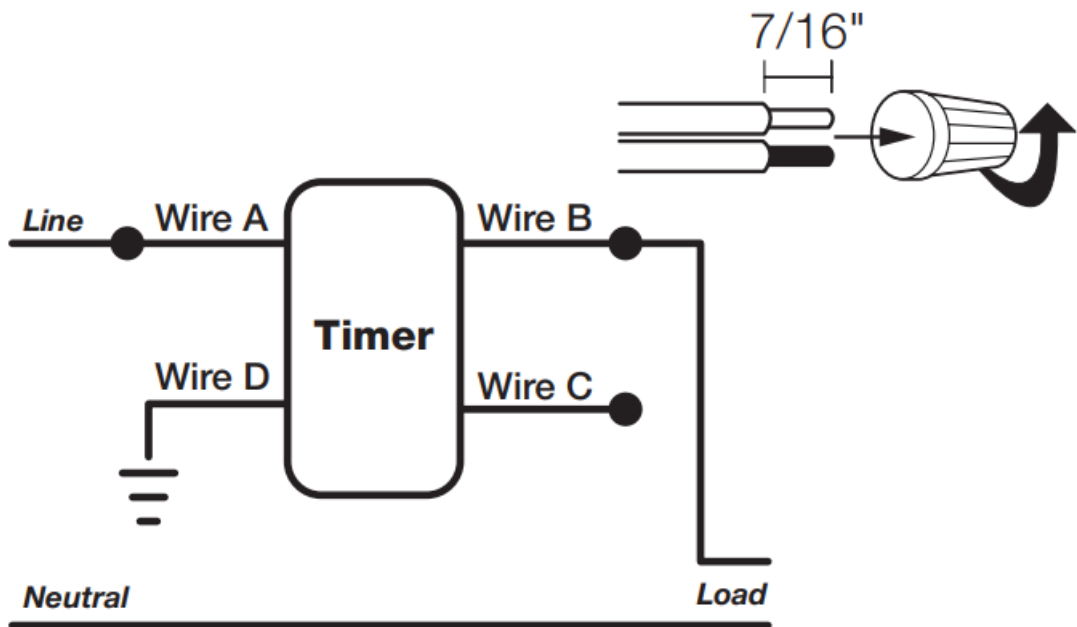 7/16"
Line
Wire A
Wire B
Timer
Wire D
Wire C
Neutral
Load